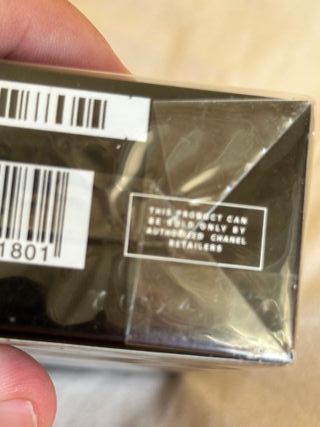 1801
THIS PRODUCT CAN
BE SOLD ONLY BY
AUTHORIZED CHANEL
RETAILERS